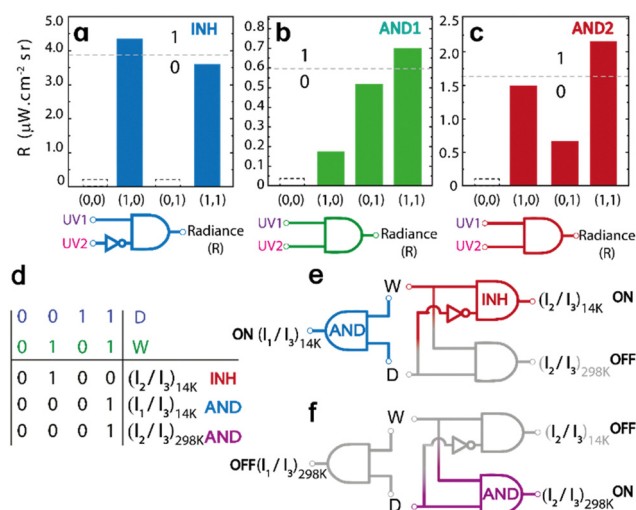 a INH
b AND1
c AND2
R (µW.cm⁻² sr)
5.0
4.0
3.0
2.0
1.0
0
1
0
0.8
0.7
0.6
0.5
0.4
0.3
0.2
0.1
0
1
0
2.5
2.0
1.5
1.0
0.5
0
1
0
(0,0) (1,0) (0,1) (1,1)
(0,0) (1,0) (0,1) (1,1)
(0,0) (1,0) (0,1) (1,1)
UV1
UV2
Radiance
(R)
UV1
UV2
Radiance
(R)
UV1
UV2
Radiance
(R)
d
0 0 1 1 D
0 1 0 1 W
0 1 0 0 (I₂/I₃)₁₄ₖ INH
0 0 0 1 (I₁/I₃)₁₄ₖ AND
0 0 0 1 (I₂/I₃)₂₉₈ₖ AND
e
W
INH (I₂/I₃)₁₄ₖ ON
ON (I₁/I₃)₁₄ₖ AND
(I₂/I₃)₂₉₈ₖ
D
f
W
(I₂/I₃)₁₄ₖ OFF
OFF (I₁/I₃)₂₉₈ₖ
AND (I₂/I₃)₂₉₈ₖ ON
D